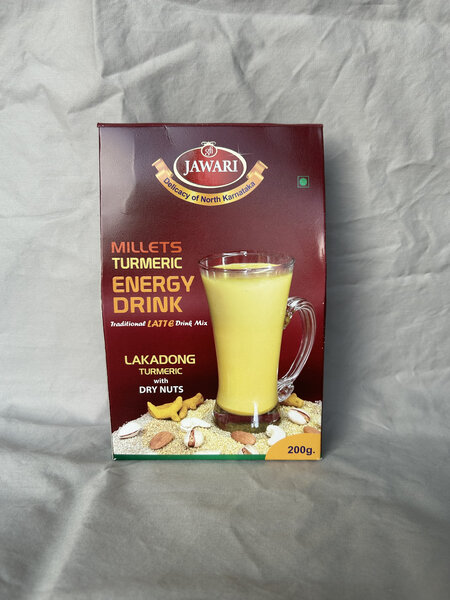 JAWARI
Delicacy of North Karnataka
MILLETS
TURMERIC
ENERGY
DRINK
Traditional LATTE Drink Mix
LAKADONG
TURMERIC
with
DRY NUTS
200g.